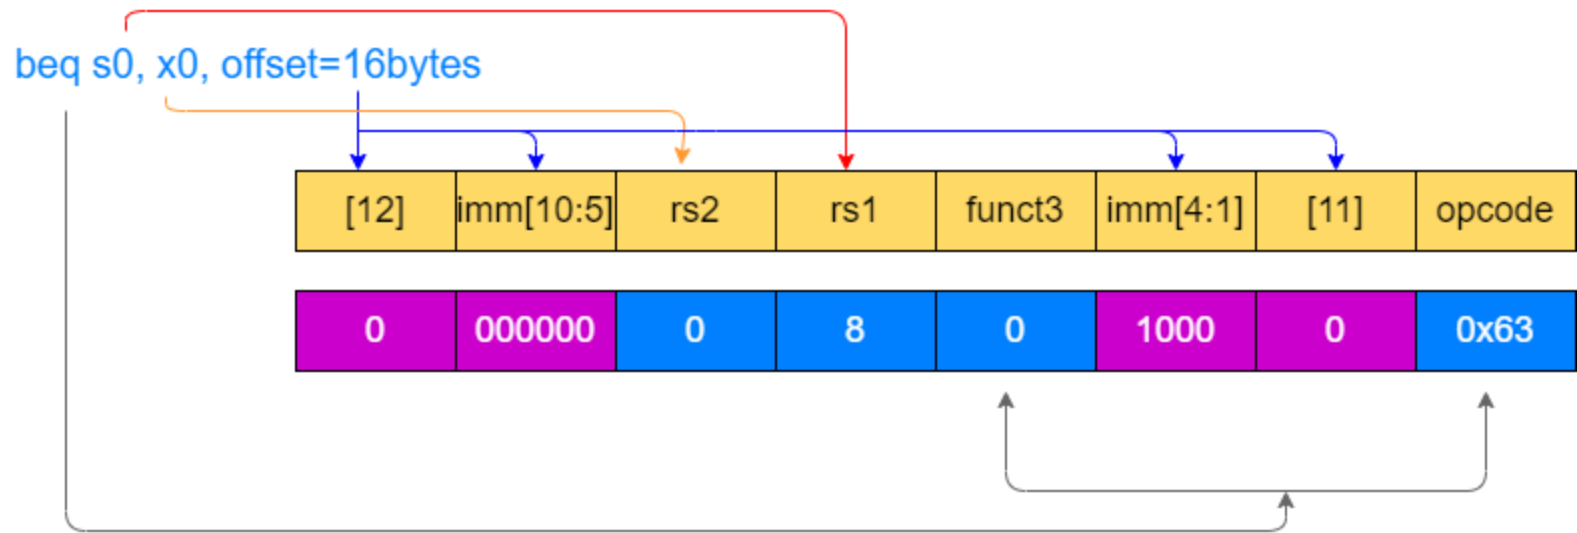 beq s0, x0, offset=16bytes
[12] imm[10:5] rs2 rs1 funct3 imm[4:1] [11] opcode
0 000000 0 8 0 1000 0 0x63